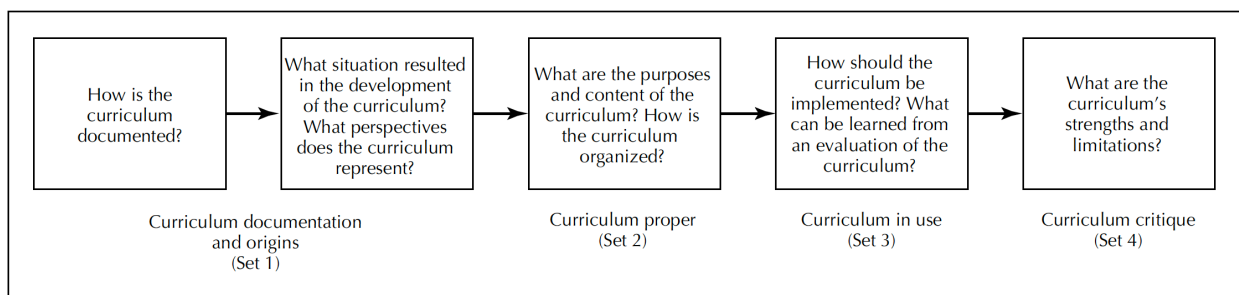 How is the
curriculum
documented?
What situation resulted
in the development
of the curriculum?
What perspectives
does the curriculum
represent?
What are the purposes
and content of the
curriculum? How is
the curriculum
organized?
How should the
curriculum be
implemented? What
can be learned from
an evaluation of the
curriculum?
What are the
curriculum’s
strengths and
limitations?
Curriculum documentation
and origins
(Set 1)
Curriculum proper
(Set 2)
Curriculum in use
(Set 3)
Curriculum critique
(Set 4)